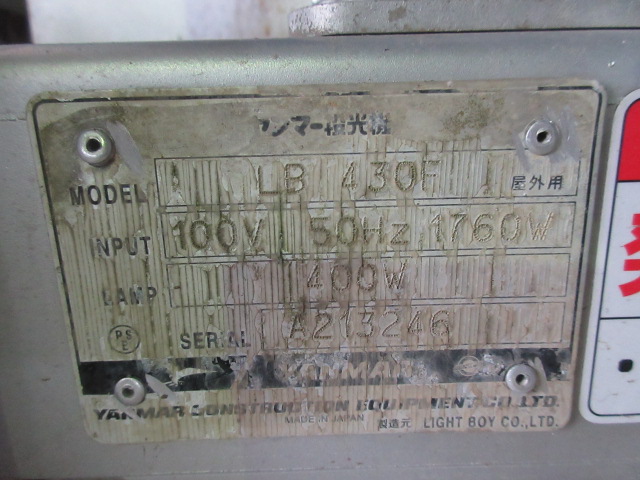 ヤンマー投光機
MODEL LB 430F 屋外用
INPUT 100V 50Hz 1760W
LAMP 400W
PSE SERIAL A213246
YANMAR
YANMAR CONSTRUCTION EQUIPMENT CO.,LTD.
MADE IN JAPAN 製造元 LIGHT BOY CO.,LTD.